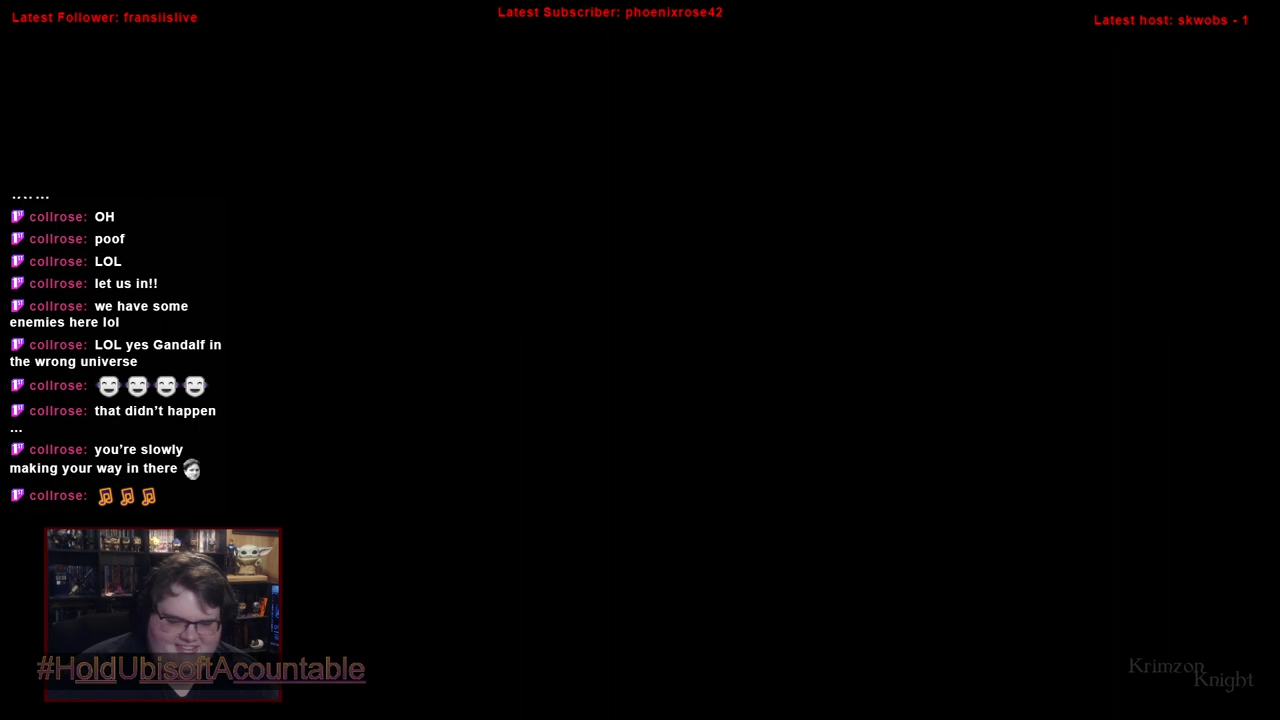 Latest Follower: fransiislive
Latest Subscriber: phoenixrose42
Latest host: skwobs - 1
collrose: OH
collrose: poof
collrose: LOL
collrose: let us in!!
collrose: we have some
enemies here lol
collrose: LOL yes Gandalf in
the wrong universe
collrose:
collrose: that didn't happen
...
collrose: you're slowly
making your way in there
collrose:
#HoldUbisoftAcountable
Krimzon
Knight